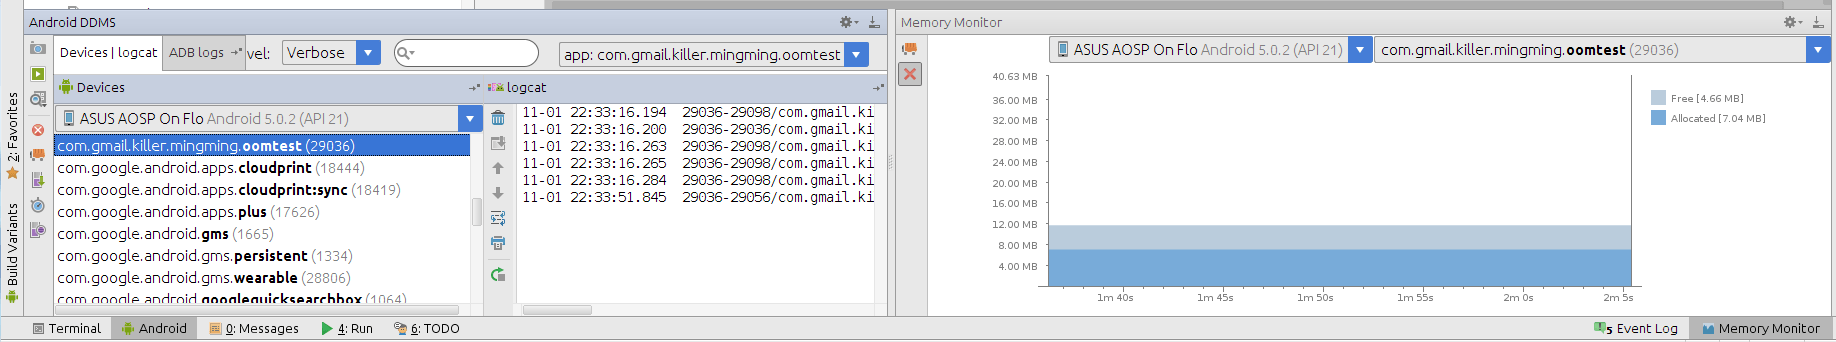 Android DDMS
Memory Monitor
Devices | logcat
ADB logs
vel:
Verbose
app: com.gmail.killer.mingming.oomtest
ASUS AOSP On Flo Android 5.0.2 (API 21)
com.gmail.killer.mingming.oomtest (29036)
Devices
logcat
ASUS AOSP On Flo Android 5.0.2 (API 21)
com.gmail.killer.mingming.oomtest (29036)
com.google.android.apps.cloudprint (18444)
com.google.android.apps.cloudprint:sync (18419)
com.google.android.apps.plus (17626)
com.google.android.gms (1665)
com.google.android.gms.persistent (1334)
com.google.android.gms.wearable (28806)
com.google.android.googlequicksearchbox (1064)
11-01 22:33:16.194 29036-29098/com.gmail.ki
11-01 22:33:16.200 29036-29036/com.gmail.ki
11-01 22:33:16.263 29036-29098/com.gmail.ki
11-01 22:33:16.265 29036-29098/com.gmail.ki
11-01 22:33:16.284 29036-29098/com.gmail.ki
11-01 22:33:51.845 29036-29056/com.gmail.ki
40.63 MB
36.00 MB
32.00 MB
28.00 MB
24.00 MB
20.00 MB
16.00 MB
12.00 MB
8.00 MB
4.00 MB
1m 40s
1m 45s
1m 50s
1m 55s
2m 0s
2m 5s
Free [4.66 MB]
Allocated [7.04 MB]
2: Favorites
Build Variants
Terminal
Android
0: Messages
4: Run
6: TODO
5 Event Log
Memory Monitor